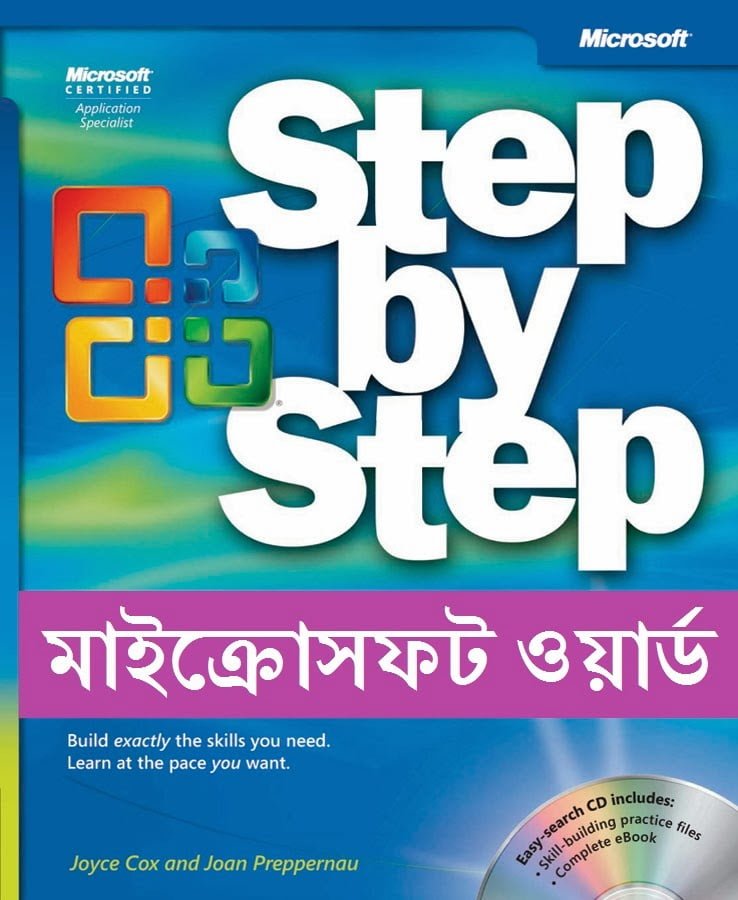 Microsoft
Microsoft
CERTIFIED
Application
Specialist
Step
by
Step
মাইক্রোসফট ওয়ার্ড
Build exactly the skills you need.
Learn at the pace you want.
Easy-search CD includes:
• Skill-building practice files
• Complete eBook
Joyce Cox and Joan Preppernau